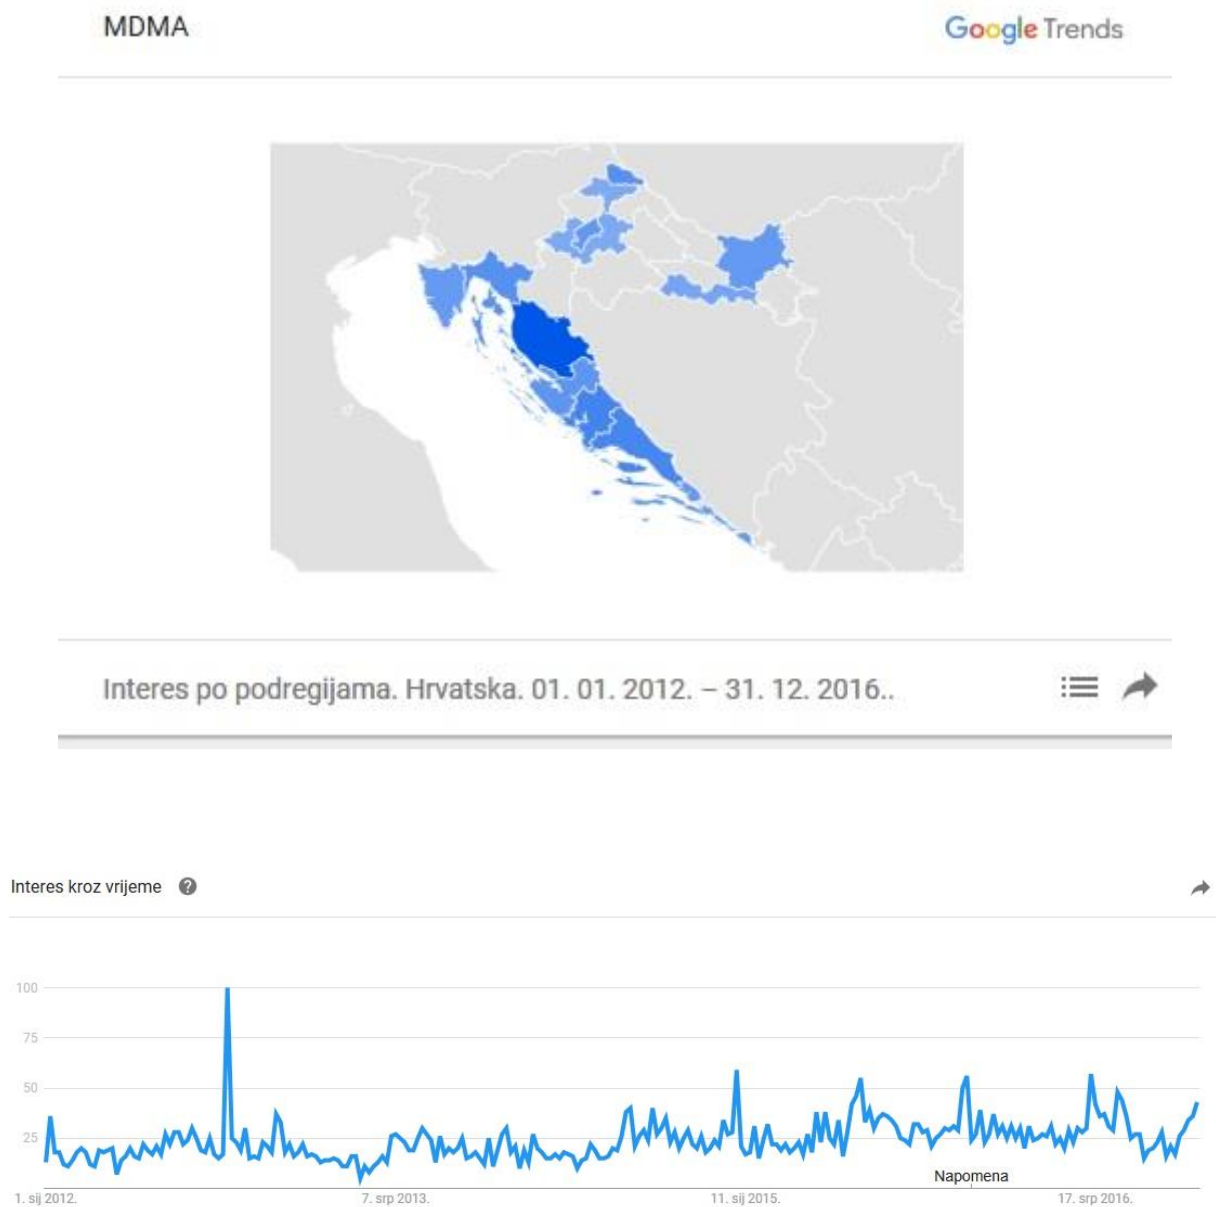 MDMA
Google Trends
Interes po podregijama. Hrvatska. 01. 01. 2012. – 31. 12. 2016..
Interes kroz vrijeme ?
100
75
50
25
Napomena
1. sij 2012.
7. srp 2013.
11. sij 2015.
17. srp 2016.